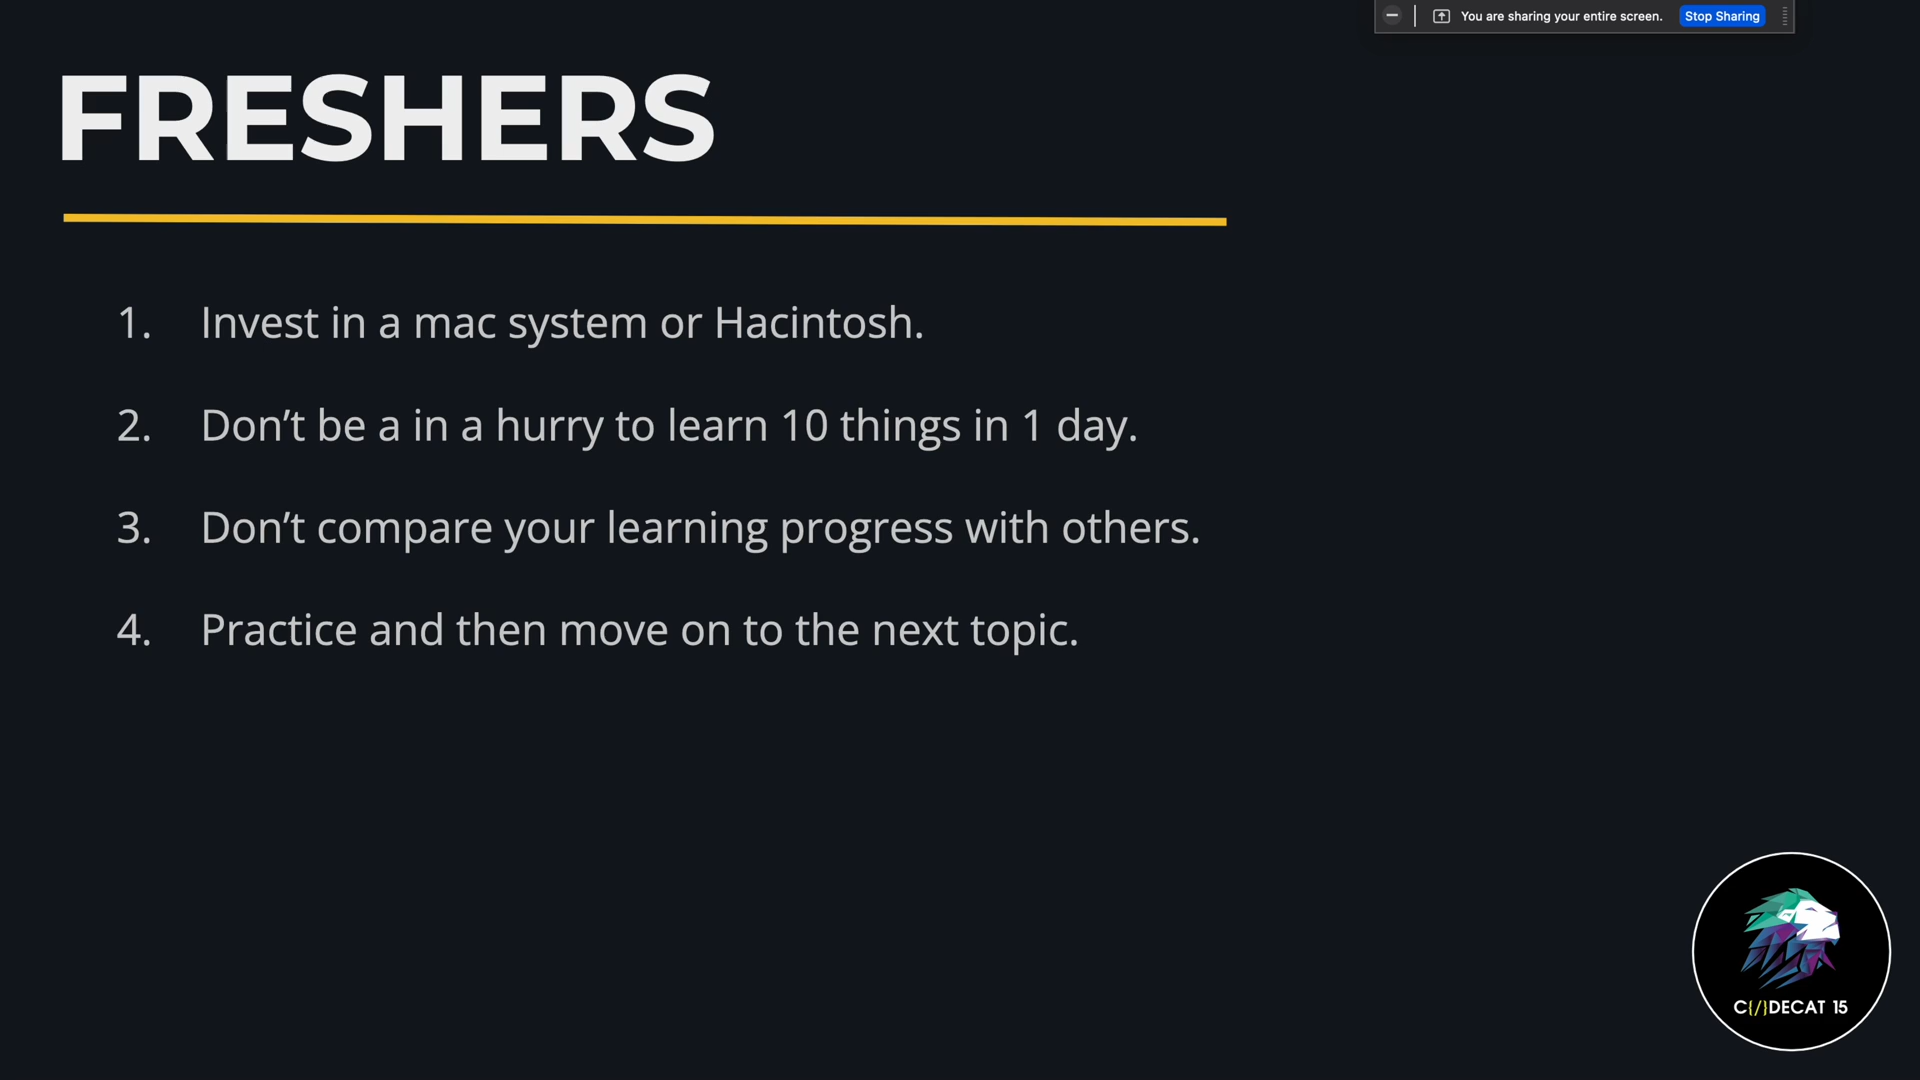 You are sharing your entire screen. Stop Sharing
FRESHERS
1. Invest in a mac system or Hacintosh.
2. Don’t be a in a hurry to learn 10 things in 1 day.
3. Don’t compare your learning progress with others.
4. Practice and then move on to the next topic.
C{/}DECAT 15